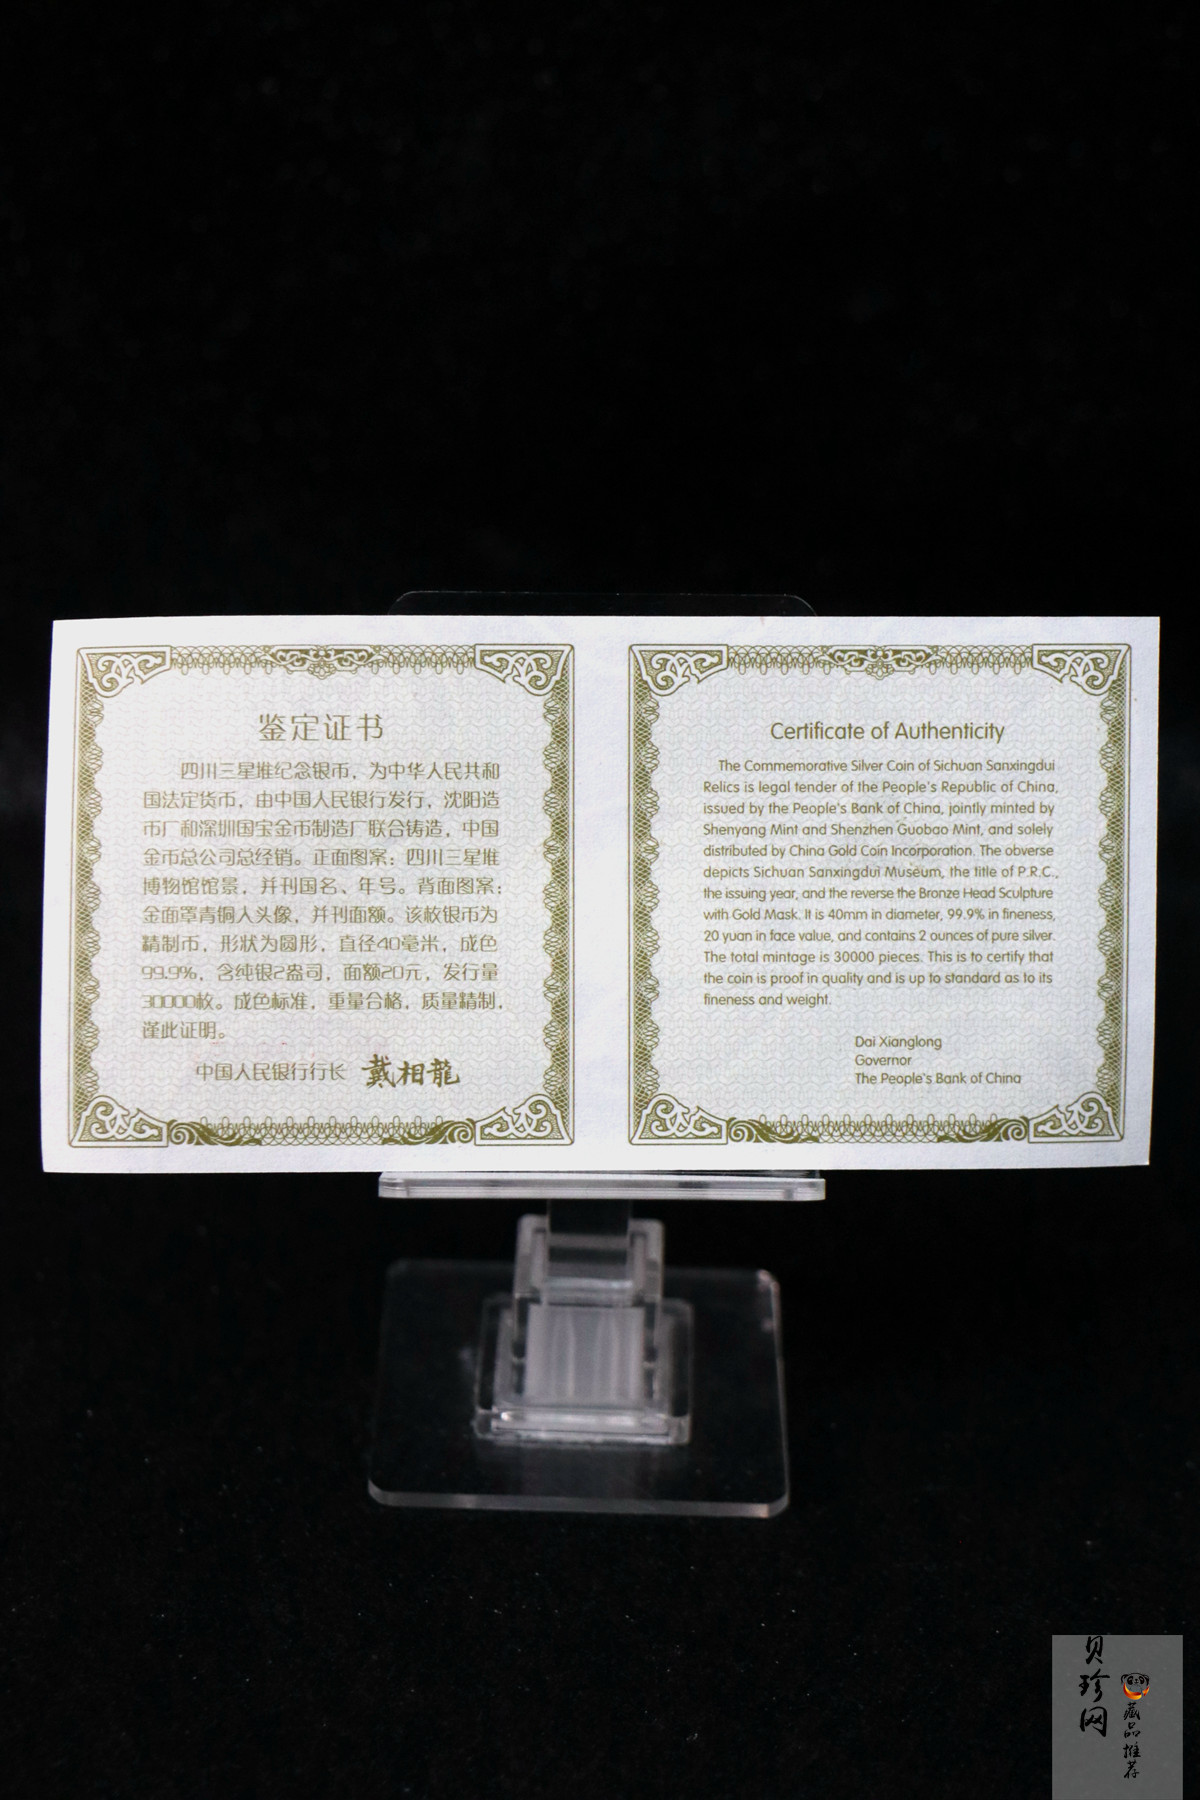 鉴定证书
四川三星堆纪念银币，为中华人民共和
国法定货币，由中国人民银行发行，沈阳造
币厂和深圳国宝金币制造厂联合铸造，中国
金币总公司总经销。正面图案：四川三星堆
博物馆馆景，并刊国名、年号。背面图案：
金面罩青铜人头像，并刊面额。该枚银币为
精制币，形状为圆形，直径40毫米，成色
99.9%，含纯银2盎司，面额20元，发行量
30000枚。成色标准，重量合格，质量精制，
谨此证明。
中国人民银行行长 戴相龍
Certificate of Authenticity
The Commemorative Silver Coin of Sichuan Sanxingdui
Relics is legal tender of the People's Republic of China,
issued by the People's Bank of China, jointly minted by
Shenyang Mint and Shenzhen Guobao Mint, and solely
distributed by China Gold Coin Incorporation. The obverse
depicts Sichuan Sanxingdui Museum, the title of P.R.C.,
the issuing year, and the reverse the Bronze Head Sculpture
with Gold Mask. It is 40mm in diameter, 99.9% in fineness,
20 yuan in face value, and contains 2 ounces of pure silver.
The total mintage is 30000 pieces. This is to certify that
the coin is proof in quality and is up to standard as to its
fineness and weight.
Dai Xianglong
Governor
The People's Bank of China
贝珍网
藏品推荐